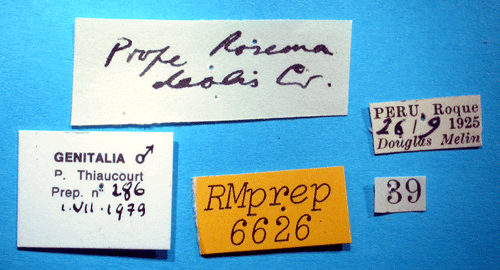 Prope Rosema
deolis Cr.
PERU. Roque
26/9 1925
Douglas Melin
GENITALIA ♂
P. Thiaucourt
Prep. n° 286
1.VII.1979
RMprep
6626
39